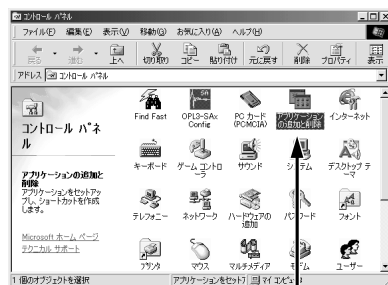 コントロール パネル
ファイル(F) 編集(E) 表示(V) 移動(G) お気に入り(A) ヘルプ(H)
戻る 進む 上へ 切り取り コピー 貼り付け 元に戻す 削除 プロパティ 表示
アドレス コントロール パネル
コントロール パネル
アプリケーションの追加と削除
アプリケーションをセットアップし、ショートカットを作成します。
Microsoft ホーム ページ
テクニカル サポート
Find Fast OPL3-SAx Config PC カード (PCMCIA) アプリケーションの追加と削除 インターネット
キーボード ゲーム コントローラ サウンド システム デスクトップ テーマ
テレフォニー ネットワーク ハードウェアの追加 パスワード フォント
プリンタ マウス マルチメディア モデム ユーザー
1 個のオブジェクトを選択 アプリケーションをセット マイ コンピュータ